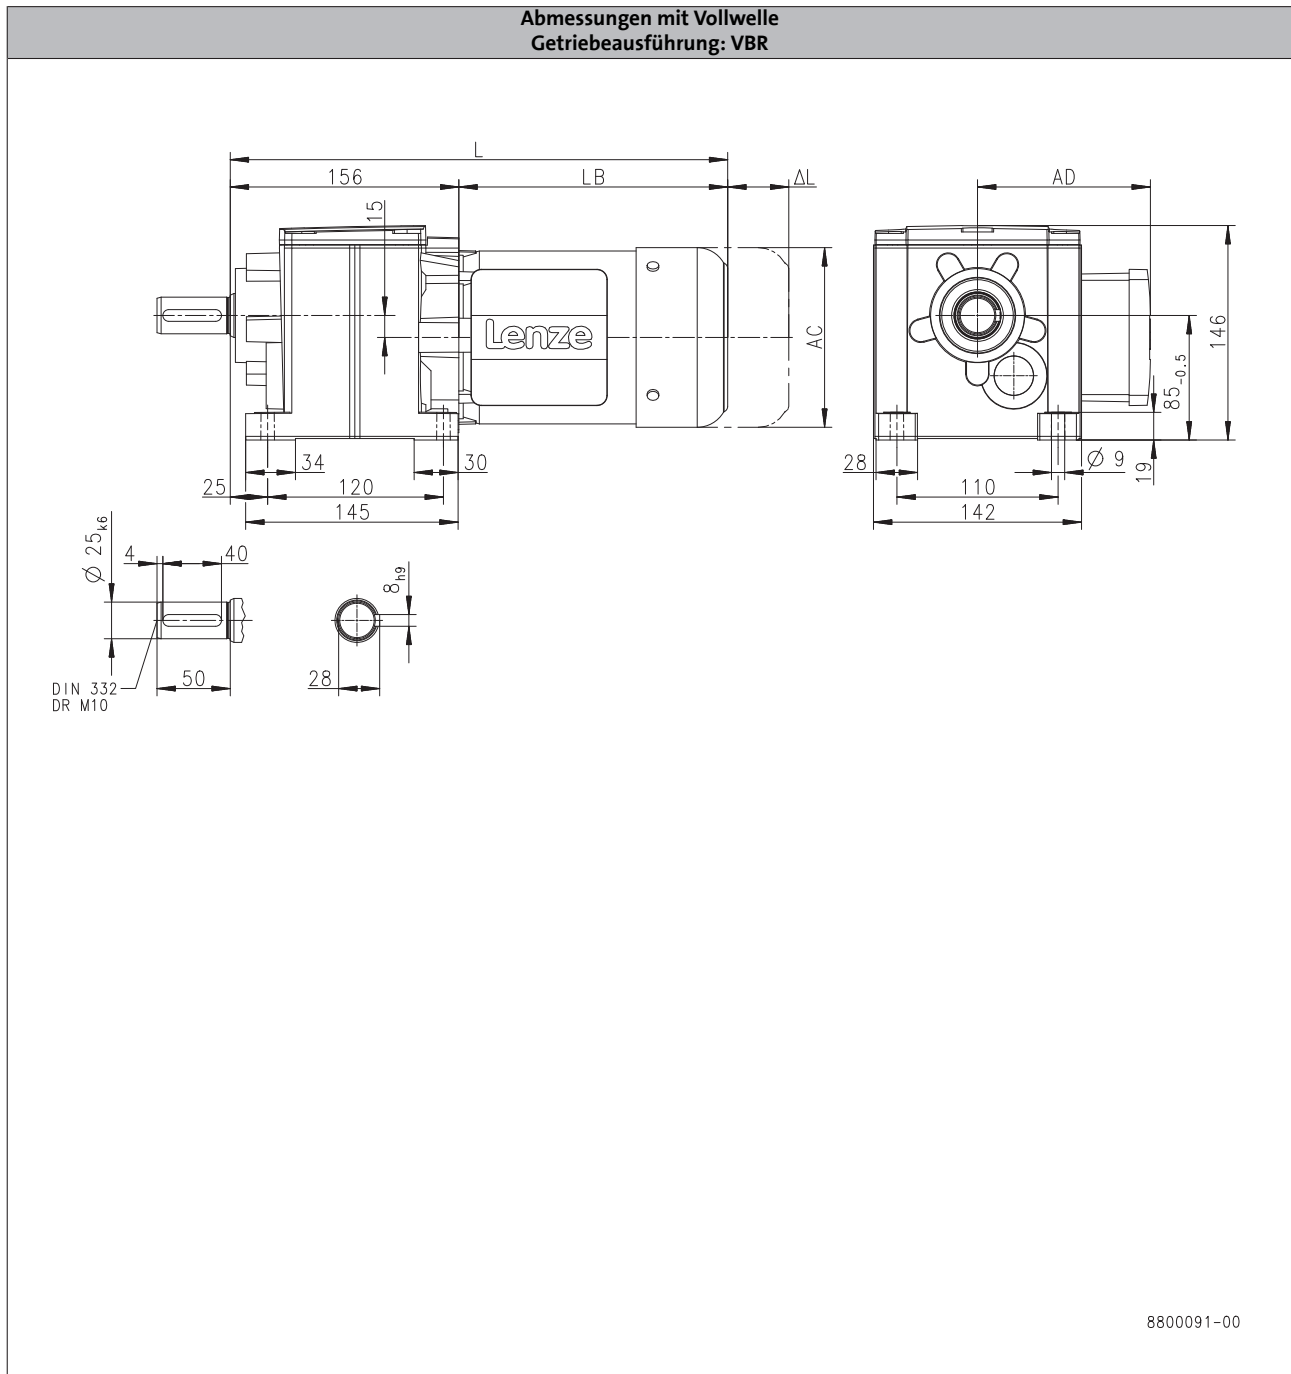 Abmessungen mit Vollwelle
Getriebeausführung: VBR
L
156
LB
ΔL
AD
15
Lenze
AC
146
85-0.5
34
30
28
Ø 9
19
25
120
110
145
142
Ø 25k6
4
40
8h9
50
28
DIN 332
DR M10
8800091-00